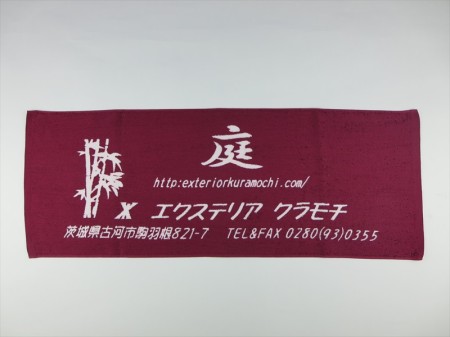 庭
http:exteriorkuramochi.com/
X エクステリア クラモチ
茨城県古河市駒羽根821-7 TEL&FAX 0280(93)0355